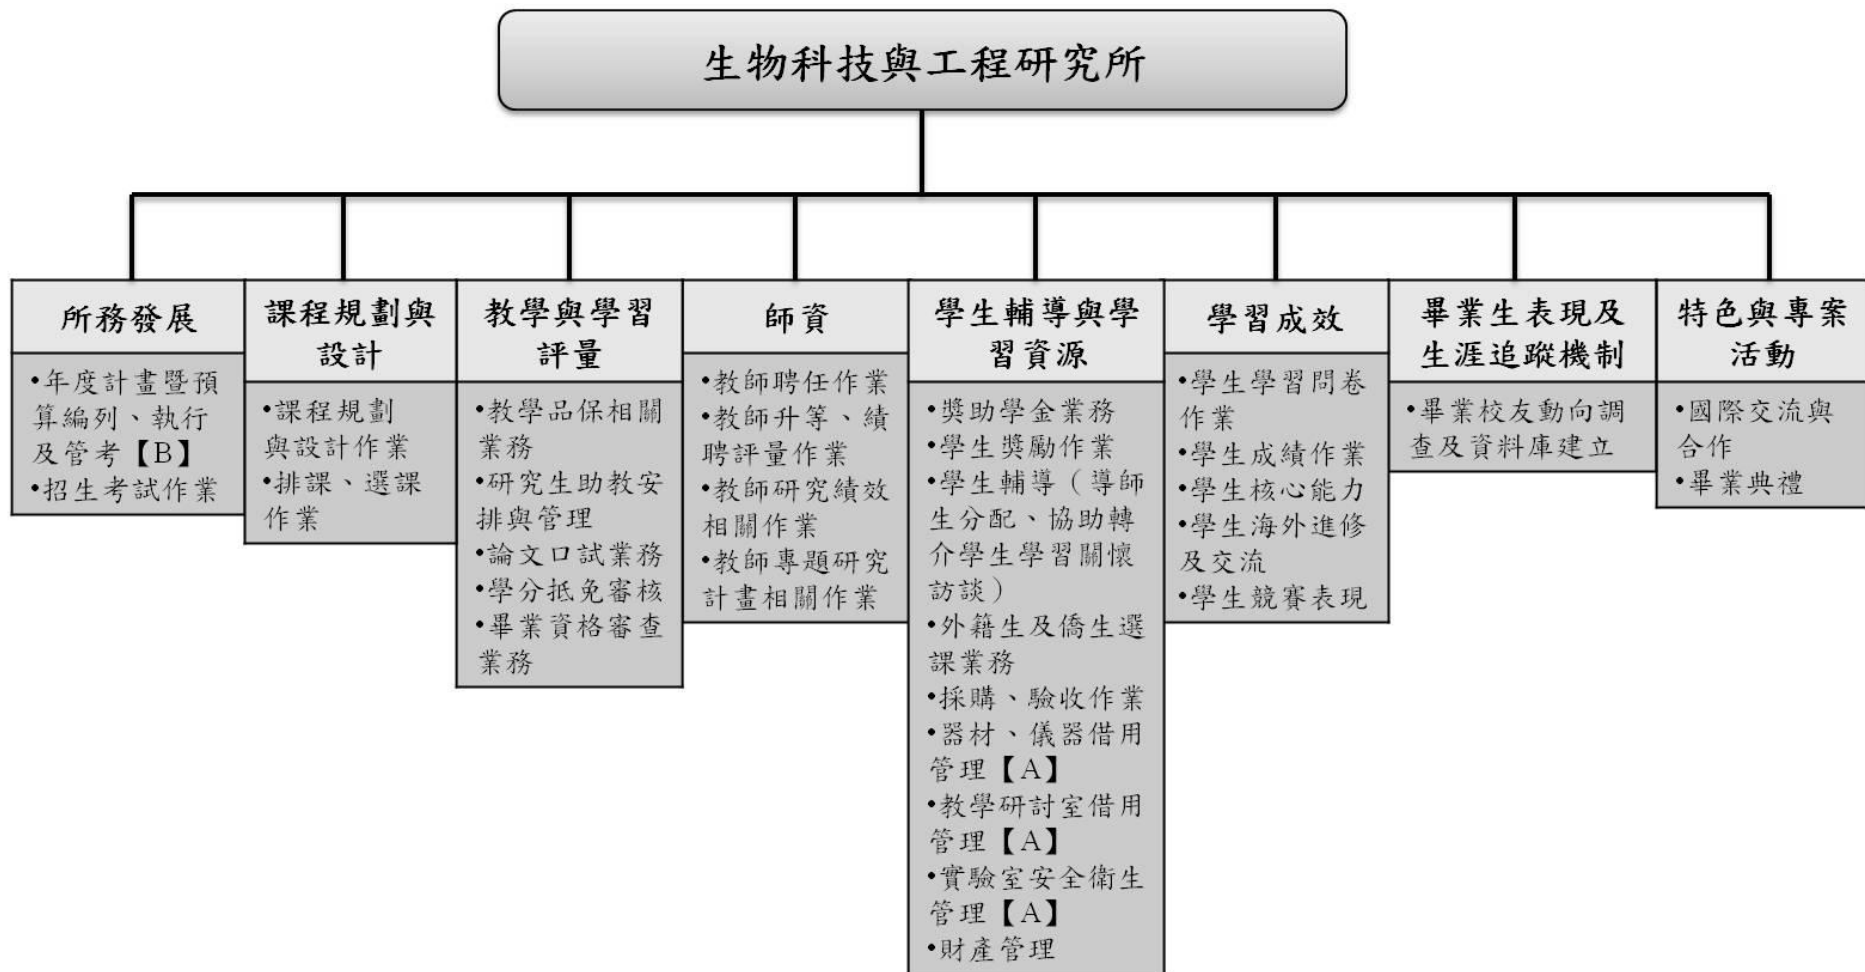 生物科技與工程研究所
所務發展
•年度計畫暨預
算編列、執行
及管考【B】
•招生考試作業
課程規劃與
設計
•課程規劃
與設計作業
•排課、選課
作業
教學與學習
評量
•教學品保相關
業務
•研究生助教安
排與管理
•論文口試業務
•學分抵免審核
•畢業資格審查
業務
師資
•教師聘任作業
•教師升等、績
聘評量作業
•教師研究績效
相關作業
•教師專題研究
計畫相關作業
學生輔導與學
習資源
•獎助學金業務
•學生獎勵作業
•學生輔導（導師
生分配、協助轉
介學生學習關懷
訪談）
•外籍生及僑生選
課業務
•採購、驗收作業
•器材、儀器借用
管理【A】
•教學研討室借用
管理【A】
•實驗室安全衛生
管理【A】
•財產管理
學習成效
•學生學習問卷
作業
•學生成績作業
•學生核心能力
•學生海外進修
及交流
•學生競賽表現
畢業生表現及
生涯追蹤機制
•畢業校友動向調
查及資料庫建立
特色與專案
活動
•國際交流與
合作
•畢業典禮